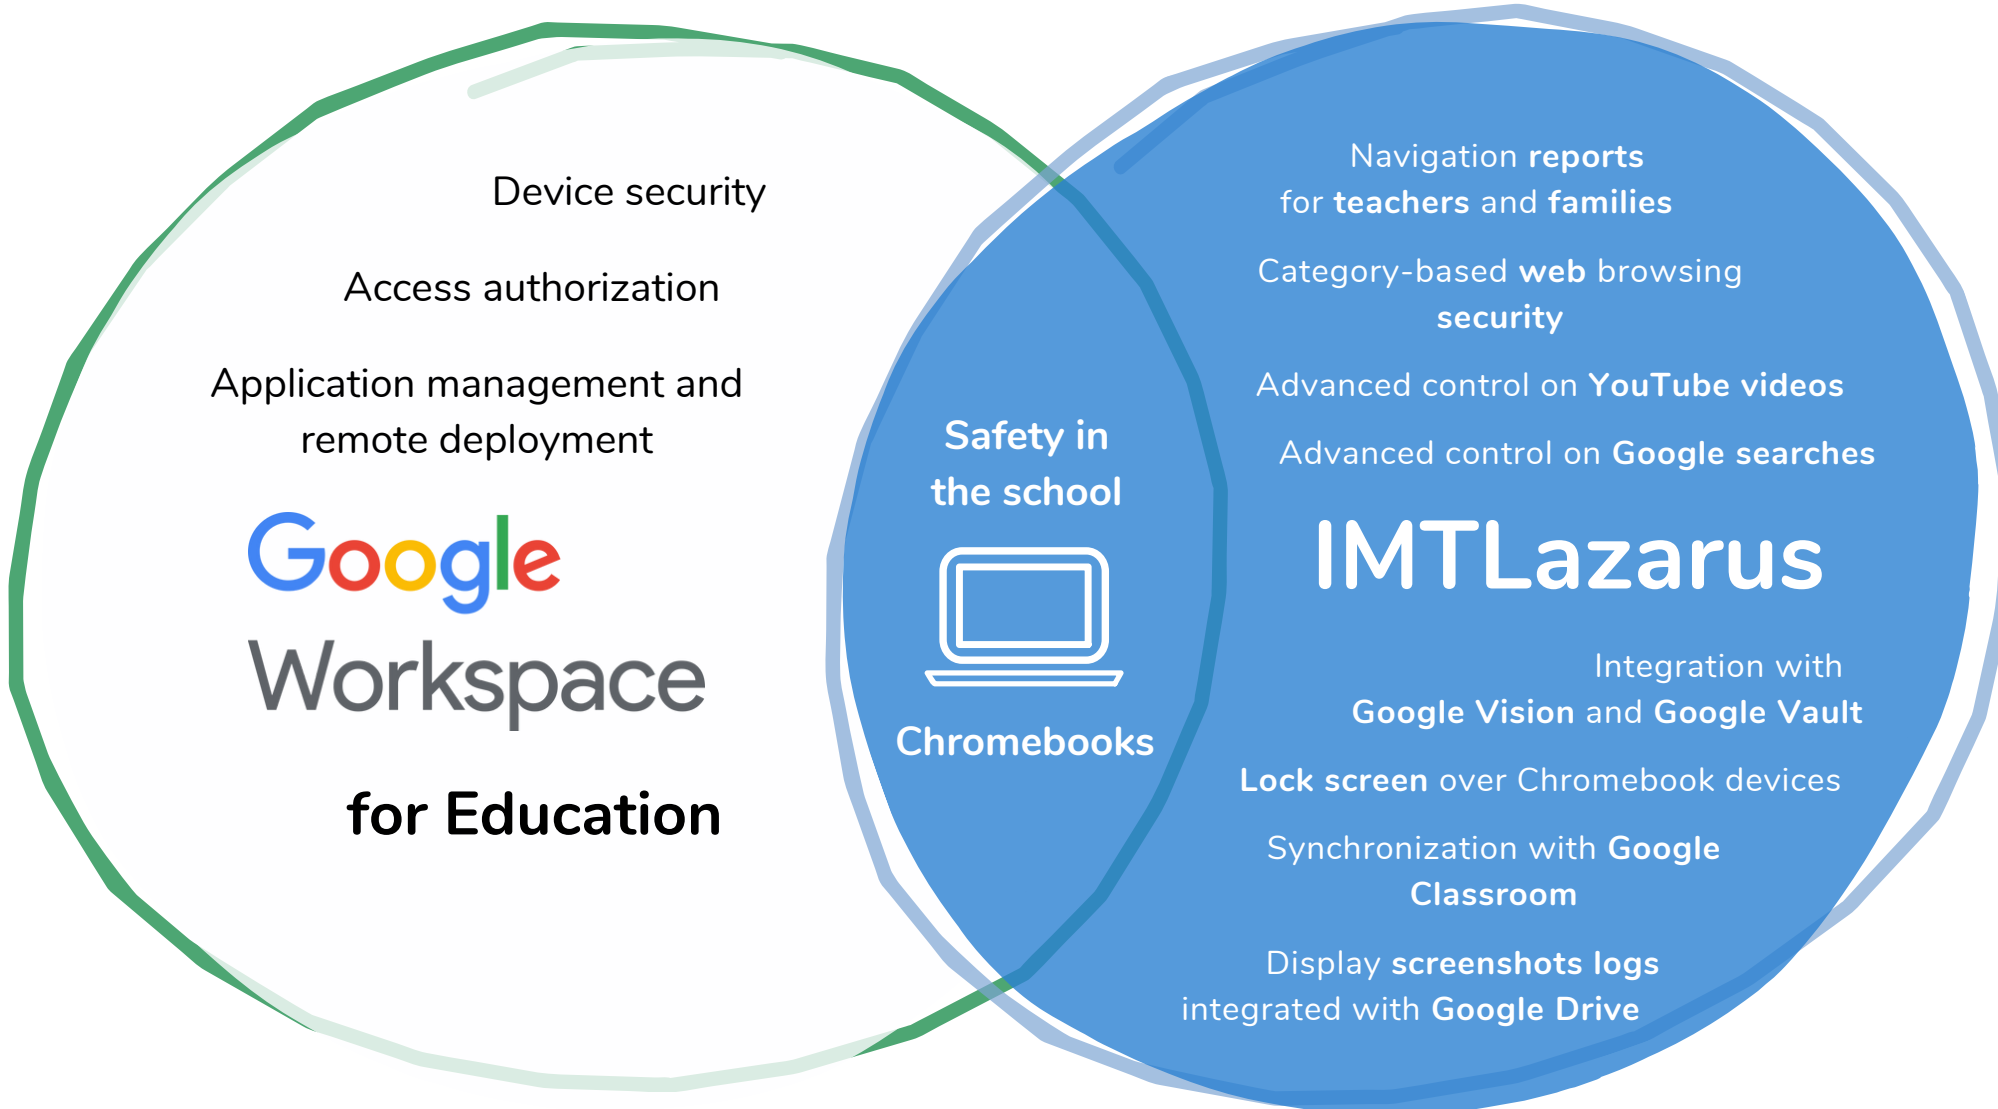 Device security
Access authorization
Application management and
remote deployment
Google
Workspace
for Education
Safety in
the school
Chromebooks
Navigation reports
for teachers and families
Category-based web browsing
security
Advanced control on YouTube videos
Advanced control on Google searches
IMTLazarus
Integration with
Google Vision and Google Vault
Lock screen over Chromebook devices
Synchronization with Google
Classroom
Display screenshots logs
integrated with Google Drive